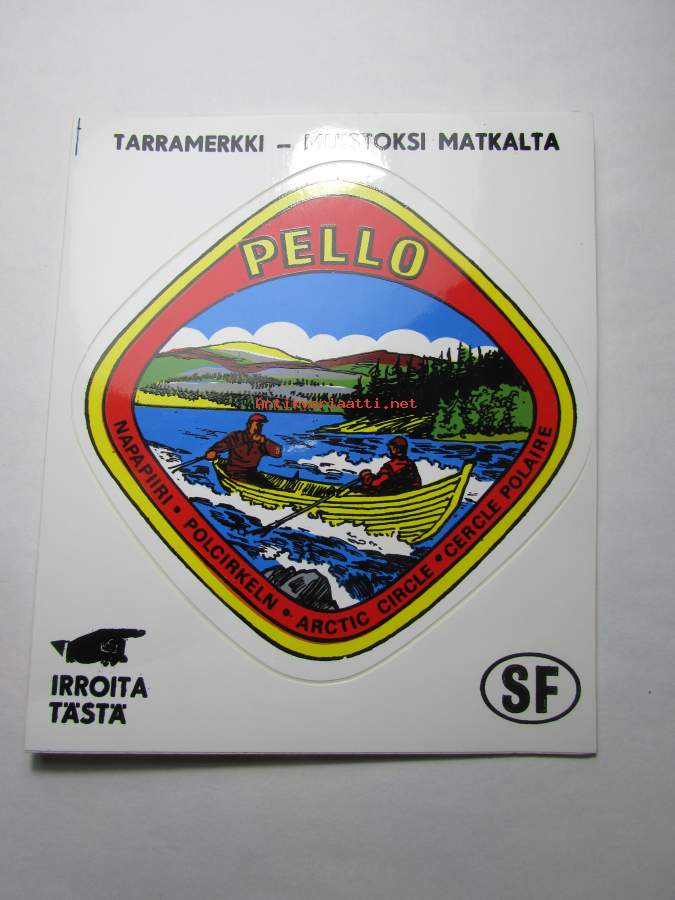 TARRAMERKKI - MUISTOKSI MATKALTA
PELLO
antikvariaatti.net
NAPAPIIRI • POLCIRKELN • ARCTIC CIRCLE • CERCLE POLAIRE
IRROITA
TÄSTÄ
SF